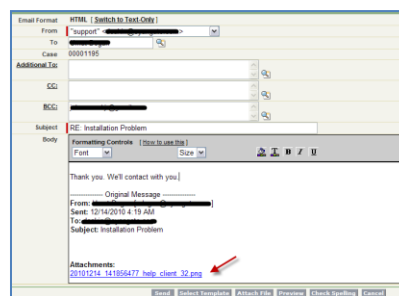 Email Format HTML [Switch to Text-Only]
From "support" <
To
Case 00001195
Additional To:
CC:
BCC:
Subject RE: Installation Problem
Body Formatting Controls [How to use this]
Font Size B I U
Thank you. We'll contact with you.
-------------- Original Message --------------
From:
Sent: 12/14/2010 4:19 AM
To:
Subject: Installation Problem
Attachments:
20101214_141856477_help_client_32.png
Send Select Template Attach File Preview Check Spelling Cancel